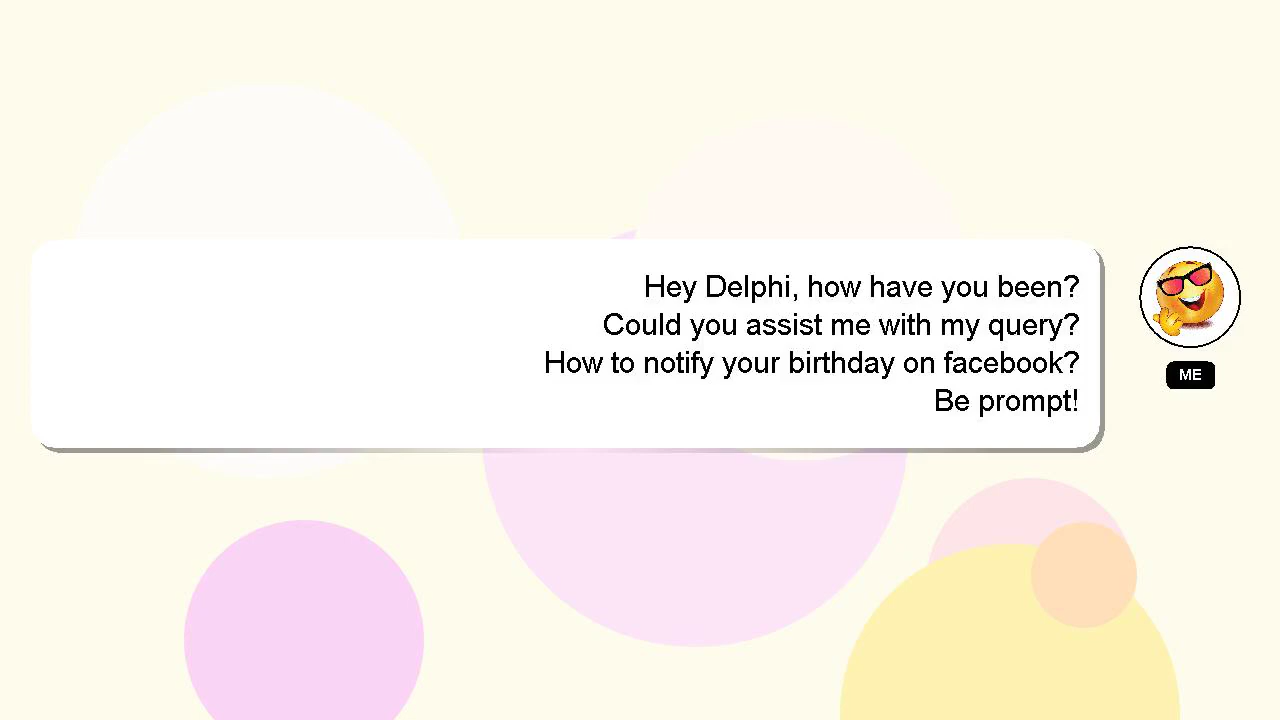 Hey Delphi, how have you been?
Could you assist me with my query?
How to notify your birthday on facebook?
Be prompt!
ME